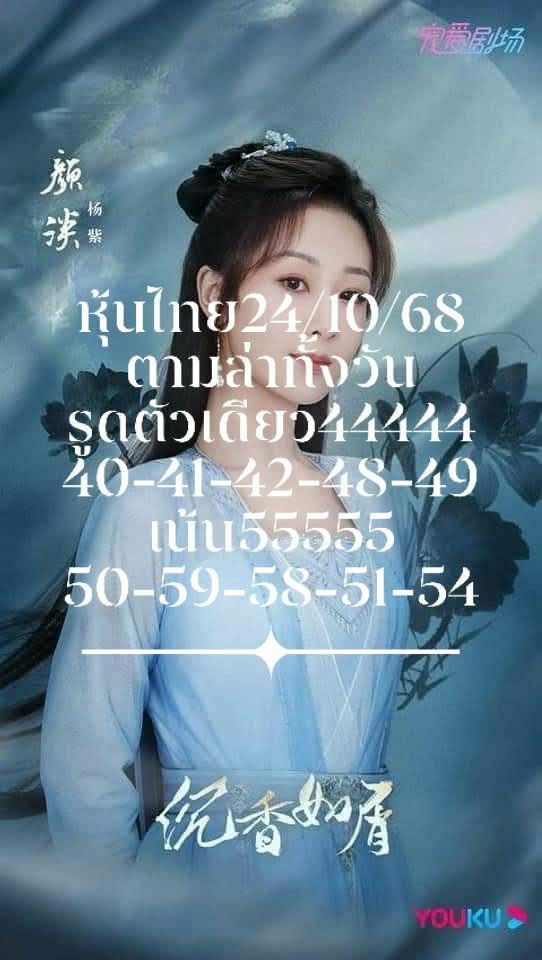 宠爱剧场
颜淡
杨紫
หุ้นไทย24/10/68
ตามล่าทั้งวัน
รูดตัวเดียว44444
40-41-42-48-49
เน้น55555
50-59-58-51-54
沉香如屑
YOUKU